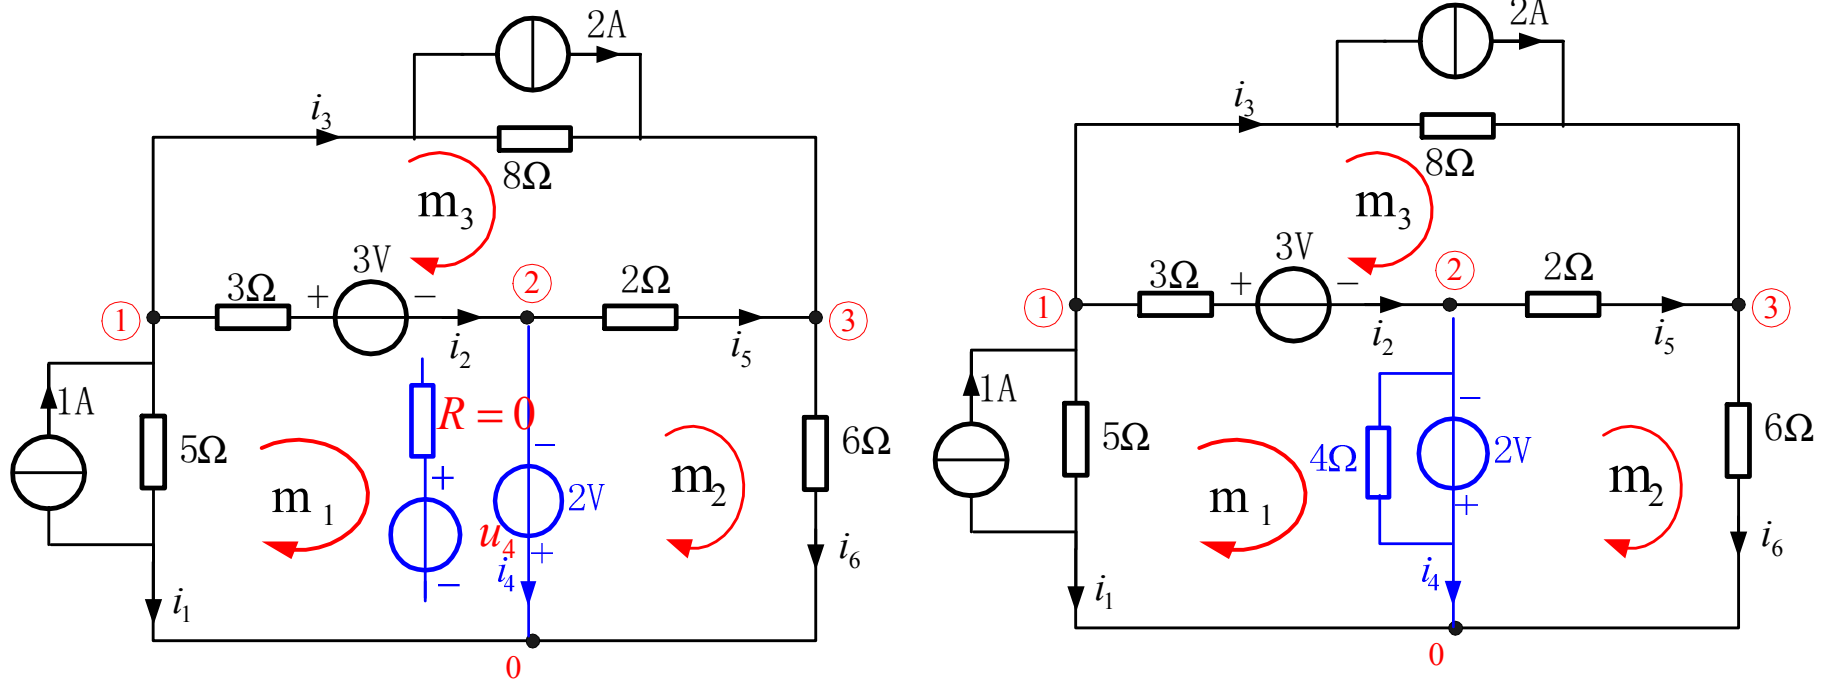 2A
i3
8Ω
m3
3V
3Ω
+
−
②
2Ω
①
③
i2
i5
1A
R = 0
−
5Ω
6Ω
m1
+
2V
m2
u4
+
−
i4
i6
i1
0
2A
i3
8Ω
m3
3V
3Ω
+
−
②
2Ω
①
③
i2
i5
1A
−
5Ω
6Ω
4Ω
2V
m1
+
m2
i4
i6
i1
0